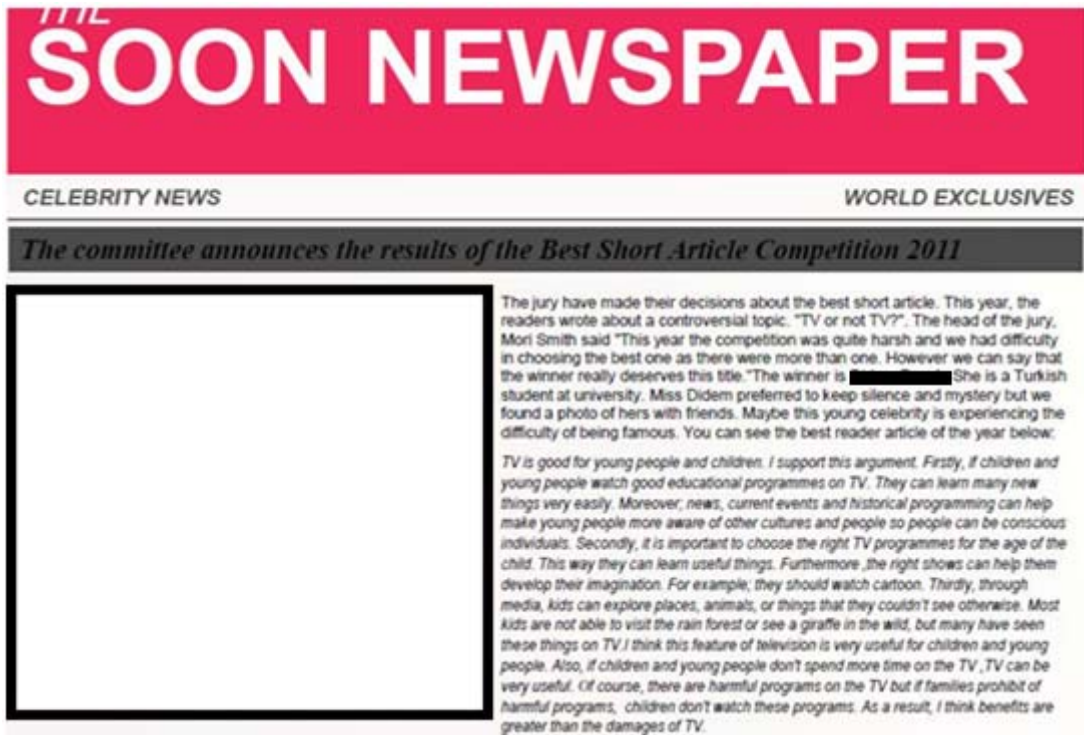 THE
SOON NEWSPAPER
CELEBRITY NEWS WORLD EXCLUSIVES
The committee announces the results of the Best Short Article Competition 2011
The jury have made their decisions about the best short article. This year, the
readers wrote about a controversial topic. "TV or not TV?". The head of the jury,
Mori Smith said "This year the competition was quite harsh and we had difficulty
in choosing the best one as there were more than one. However we can say that
the winner really deserves this title."The winner is She is a Turkish
student at university. Miss Didem preferred to keep silence and mystery but we
found a photo of hers with friends. Maybe this young celebrity is experiencing the
difficulty of being famous. You can see the best reader article of the year below:
TV is good for young people and children. I support this argument. Firstly, if children and
young people watch good educational programmes on TV. They can learn many new
things very easily. Moreover; news, current events and historical programming can help
make young people more aware of other cultures and people so people can be conscious
individuals. Secondly, it is important to choose the right TV programmes for the age of the
child. This way they can learn useful things. Furthermore ,the right shows can help them
develop their imagination. For example; they should watch cartoon. Thirdly, through
media, kids can explore places, animals, or things that they couldn't see otherwise. Most
kids are not able to visit the rain forest or see a giraffe in the wild, but many have seen
these things on TV.I think this feature of television is very useful for children and young
people. Also, if children and young people don't spend more time on the TV ,TV can be
very useful. Of course, there are harmful programs on the TV but if families prohibit of
harmful programs, children don't watch these programs. As a result, I think benefits are
greater than the damages of TV.